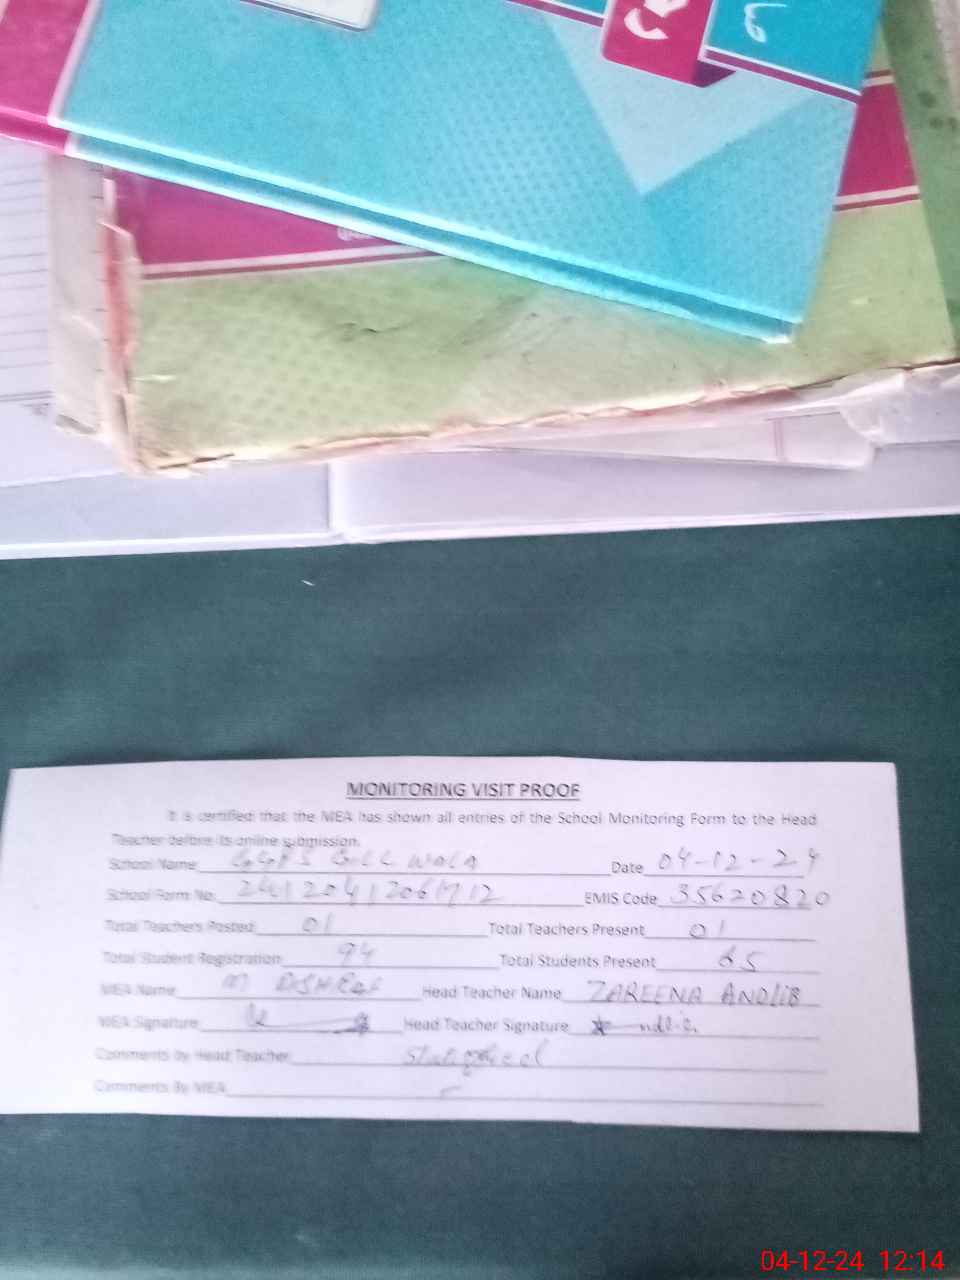 MONITORING VISIT PROOF
It is certified that the MEA has shown all entries of the School Monitoring Form to the Head
Teacher before its online submission.
School Name GGPS Gill Wala Date 04-12-24
School Form No. EMIS Code 35620820
Total Teachers Posted 01 Total Teachers Present 01
Total Student Registration 94 Total Students Present 65
MEA Name M Head Teacher Name ZAREENA ANDLIB
MEA Signature Head Teacher Signature
Comments by Head Teacher
Comments By MEA
04-12-24 12:14